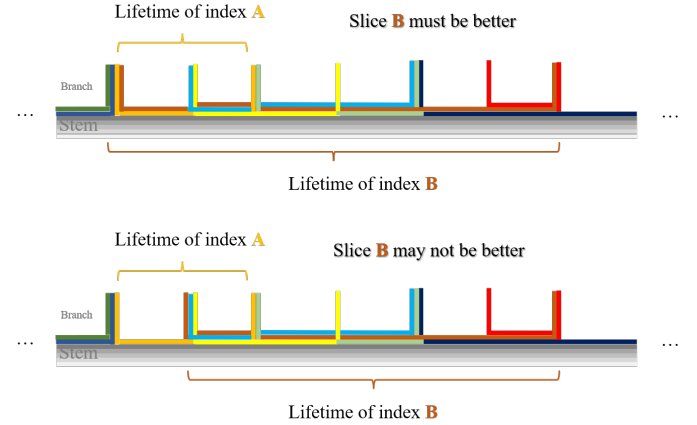 Lifetime of index A
Slice B must be better
Branch
...
...
Stem
Lifetime of index B
Lifetime of index A
Slice B may not be better
Branch
...
...
Stem
Lifetime of index B